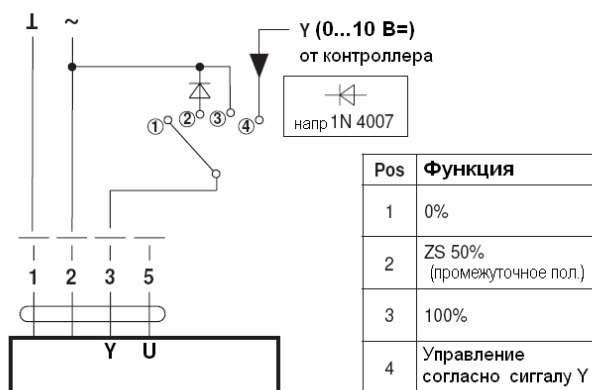 ⊥ ~
Y (0...10 В=)
от контроллера
напр 1N 4007
① ② ③ ④
Pos Функция
1 0%
2 ZS 50%
(промежуточное пол.)
3 100%
4 Управление
согласно сиггалу Y
1 2 3 5
Y U